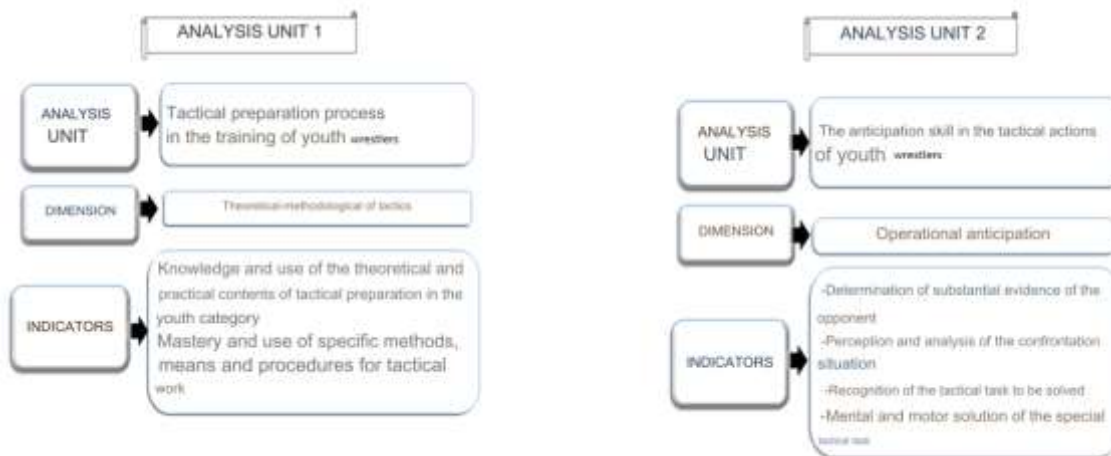 ANALYSIS UNIT 1
ANALYSIS
UNIT
Tactical preparation process
in the training of youth wrestlers
DIMENSION
Theoretical-methodological of tactics
INDICATORS
Knowledge and use of the theoretical and
practical contents of tactical preparation in the
youth category
Mastery and use of specific methods,
means and procedures for tactical
work
ANALYSIS UNIT 2
ANALYSIS
UNIT
The anticipation skill in the tactical actions
of youth wrestlers
DIMENSION
Operational anticipation
INDICATORS
-Determination of substantial evidence of the
opponent
-Perception and analysis of the confrontation
situation
-Recognition of the tactical task to be solved
-Mental and motor solution of the special
tactical task